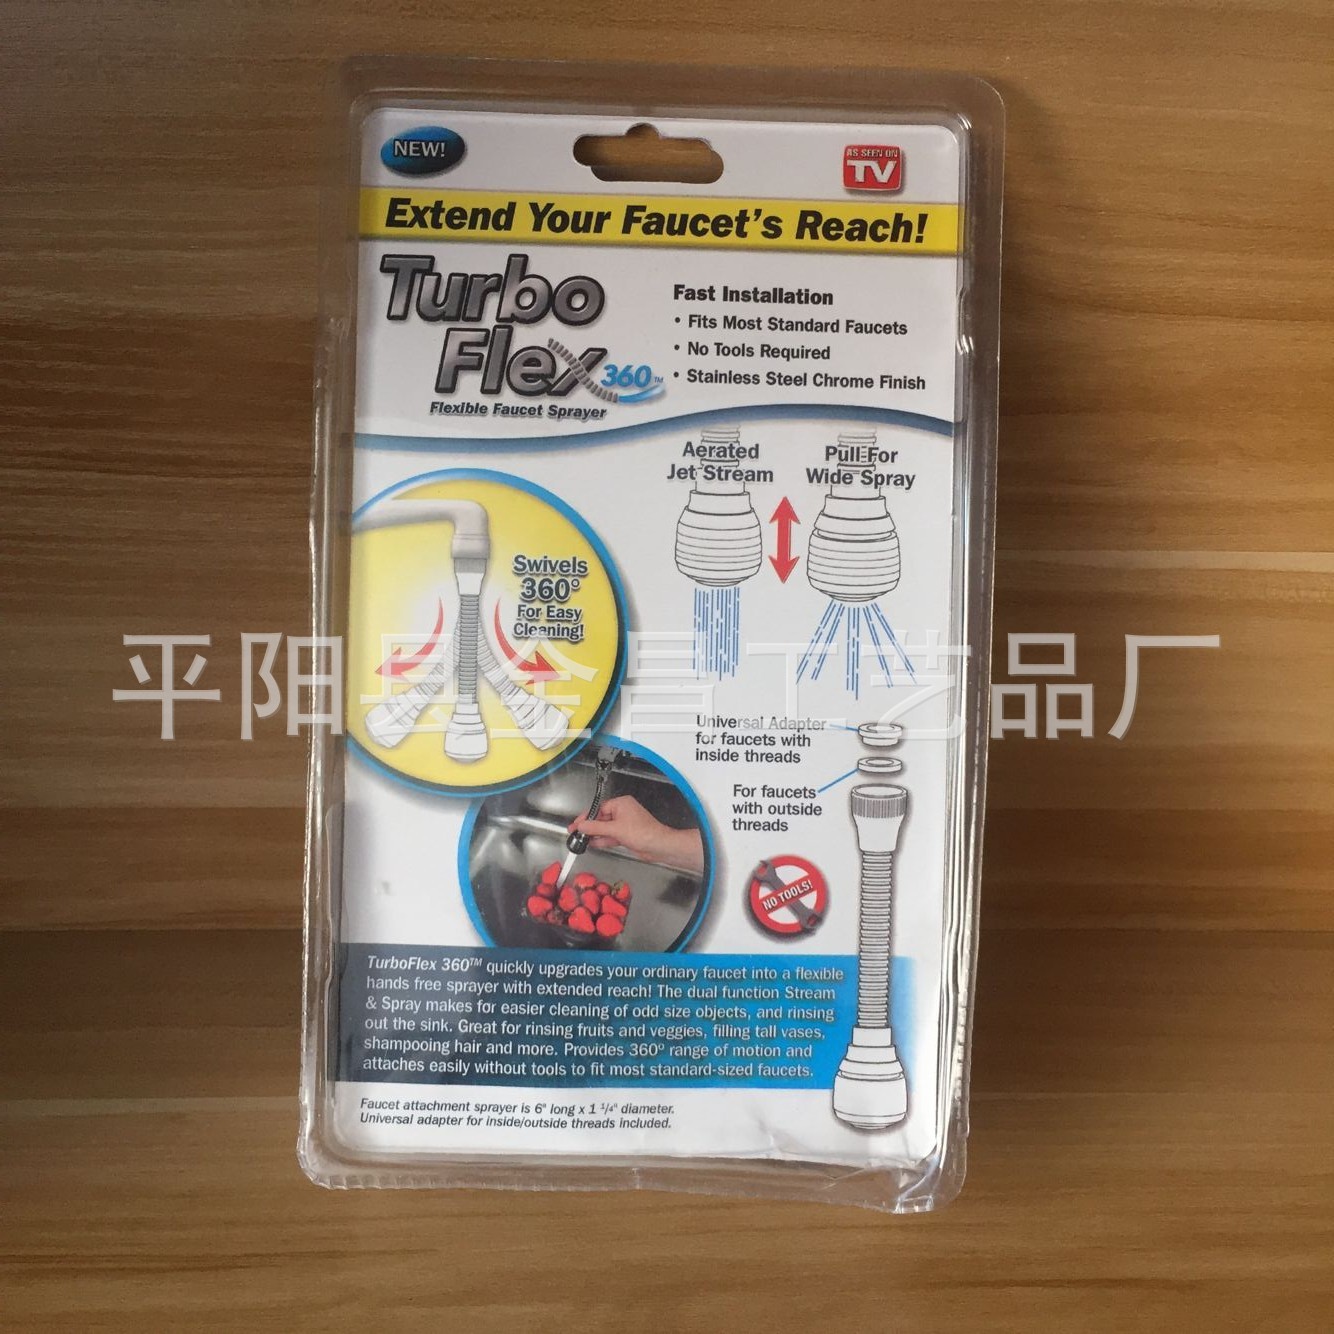 NEW!
AS SEEN ON
TV
Extend Your Faucet's Reach!
Turbo
Flex 360™
Flexible Faucet Sprayer
Fast Installation
• Fits Most Standard Faucets
• No Tools Required
• Stainless Steel Chrome Finish
Aerated
Jet Stream
Pull For
Wide Spray
Swivels
360°
For Easy
Cleaning!
平阳县金昌工艺品厂
Universal Adapter
for faucets with
inside threads
For faucets
with outside
threads
NO TOOLS!
TurboFlex 360™ quickly upgrades your ordinary faucet into a flexible
hands free sprayer with extended reach! The dual function Stream
& Spray makes for easier cleaning of odd size objects, and rinsing
out the sink. Great for rinsing fruits and veggies, filling tall vases,
shampooing hair and more. Provides 360º range of motion and
attaches easily without tools to fit most standard-sized faucets.
Faucet attachment sprayer is 6" long x 1 1/4" diameter.
Universal adapter for inside/outside threads included.